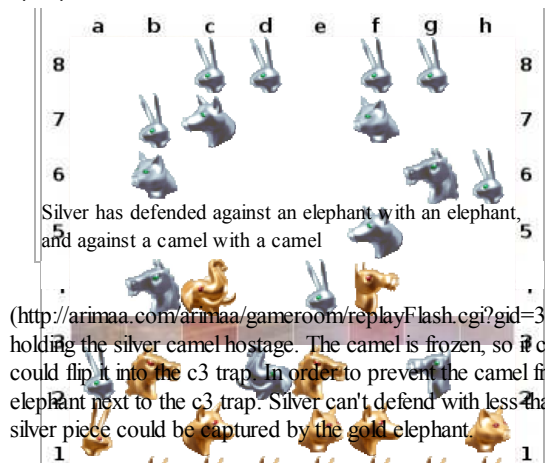 a b c d e f g h
8 8
7 7
6 6
Silver has defended against an elephant with an elephant,
5
and against a camel with a camel
(http://arimaa.com/arimaa/gameroom/replayFlash.cgi?gid=3
holding the silver camel hostage. The camel is frozen, so it
could flip it into the c3 trap. In order to prevent the camel
elephant next to the c3 trap. Silver can't defend with less
silver piece could be captured by the gold elephant.
1 1